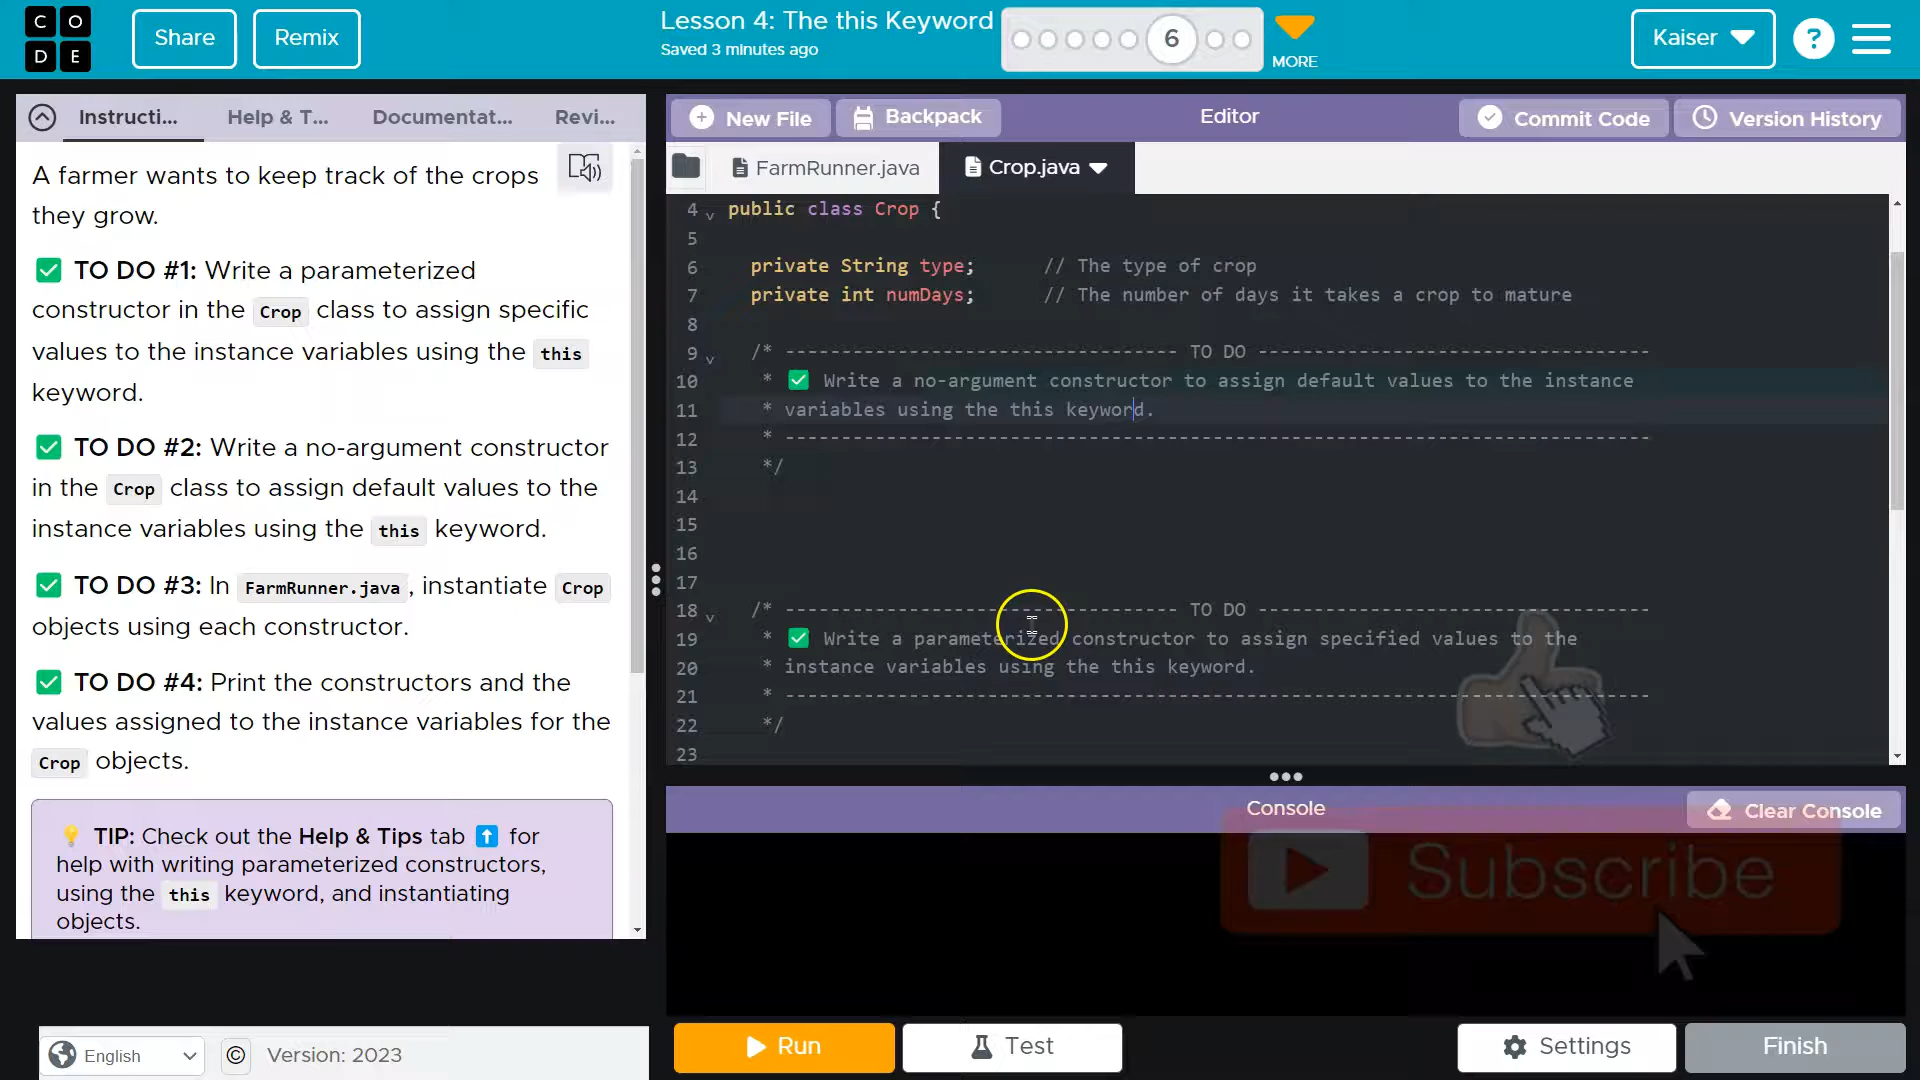 C O
D E
Share
Remix
Lesson 4: The this Keyword
Saved 3 minutes ago
6
MORE
Kaiser
?
Instructi...
Help & T...
Documentat...
Revi...
A farmer wants to keep track of the crops
they grow.
✅ TO DO #1: Write a parameterized
constructor in the Crop class to assign specific
values to the instance variables using the this
keyword.
✅ TO DO #2: Write a no-argument constructor
in the Crop class to assign default values to the
instance variables using the this keyword.
✅ TO DO #3: In FarmRunner.java, instantiate Crop
objects using each constructor.
✅ TO DO #4: Print the constructors and the
values assigned to the instance variables for the
Crop objects.
💡 TIP: Check out the Help & Tips tab ⬆️ for
help with writing parameterized constructors,
using the this keyword, and instantiating
objects.
English
©
Version: 2023
New File
Backpack
Editor
Commit Code
Version History
FarmRunner.java
Crop.java
4 public class Crop {
5
6 private String type; // The type of crop
7 private int numDays; // The number of days it takes a crop to mature
8
9 /* ----------------------------------- TO DO -----------------------------------
10 * ✅ Write a no-argument constructor to assign default values to the instance
11 * variables using the this keyword.
12 * -----------------------------------------------------------------------------
13 */
14
15
16
17
18 /* ----------------------------------- TO DO -----------------------------------
19 * ✅ Write a parameterized constructor to assign specified values to the
20 * instance variables using the this keyword.
21 * -----------------------------------------------------------------------------
22 */
23
Console
Clear Console
Subscribe
Run
Test
Settings
Finish